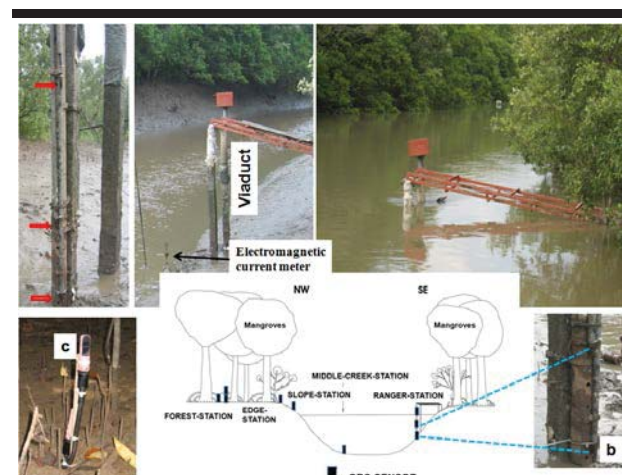 Viaduct
Electromagnetic
current meter
NW
SE
Mangroves
Mangroves
c
MIDDLE-CREEK-STATION
SLOPE-STATION
RANGER-STATION
FOREST-STATION
EDGE-
STATION
b